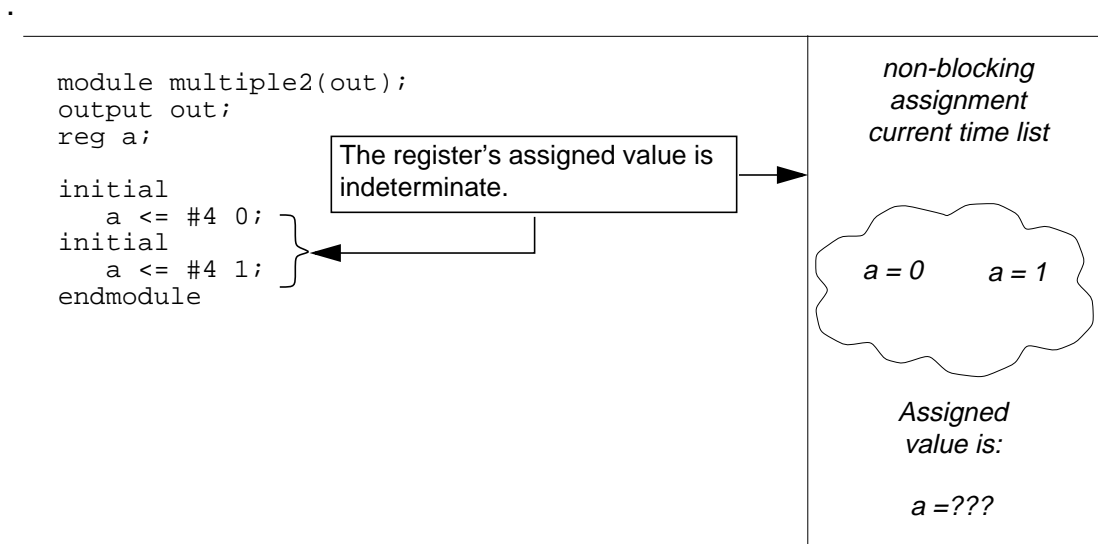 .
module multiple2(out);
output out;
reg a;
initial
a <= #4 0;
initial
a <= #4 1;
endmodule
The register's assigned value is
indeterminate.
non-blocking
assignment
current time list
a = 0 a = 1
Assigned
value is:
a =???